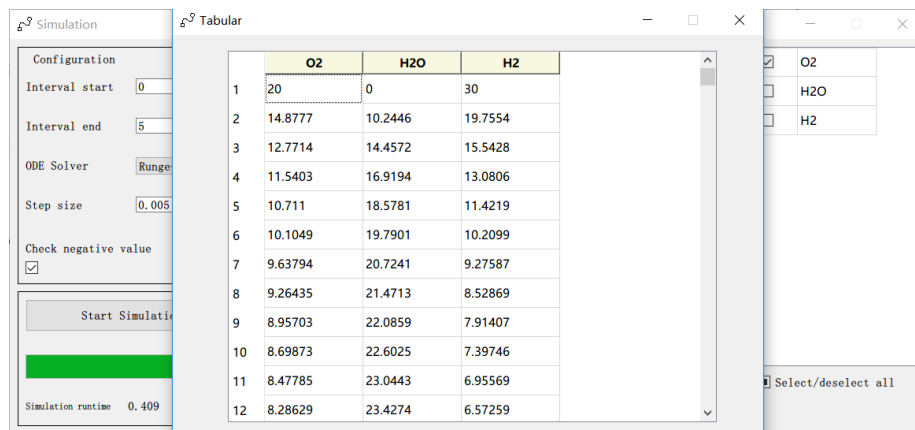 Simulation
Tabular
Configuration
Interval start 0
Interval end 5
ODE Solver Runge
Step size 0.005
Check negative value
Start Simulatio
Simulation runtime 0.409
O2 H2O H2
1 20 0 30
2 14.8777 10.2446 19.7554
3 12.7714 14.4572 15.5428
4 11.5403 16.9194 13.0806
5 10.711 18.5781 11.4219
6 10.1049 19.7901 10.2099
7 9.63794 20.7241 9.27587
8 9.26435 21.4713 8.52869
9 8.95703 22.0859 7.91407
10 8.69873 22.6025 7.39746
11 8.47785 23.0443 6.95569
12 8.28629 23.4274 6.57259
O2
H2O
H2
Select/deselect all